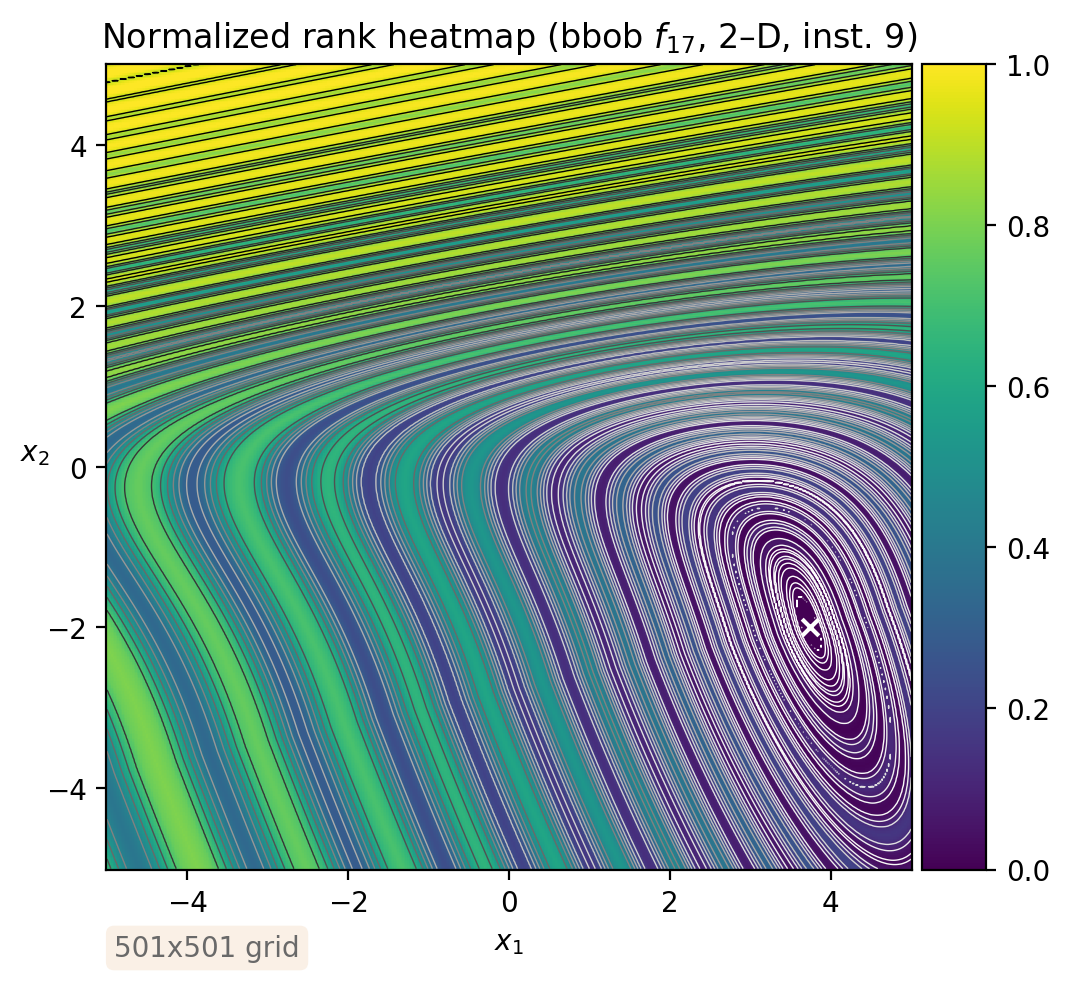 Normalized rank heatmap (bbob f₁₇, 2–D, inst. 9)
1.0
0.8
0.6
0.4
0.2
0.0
4
2
0
−2
−4
x₂
−4 −2 0 2 4
x₁
501x501 grid